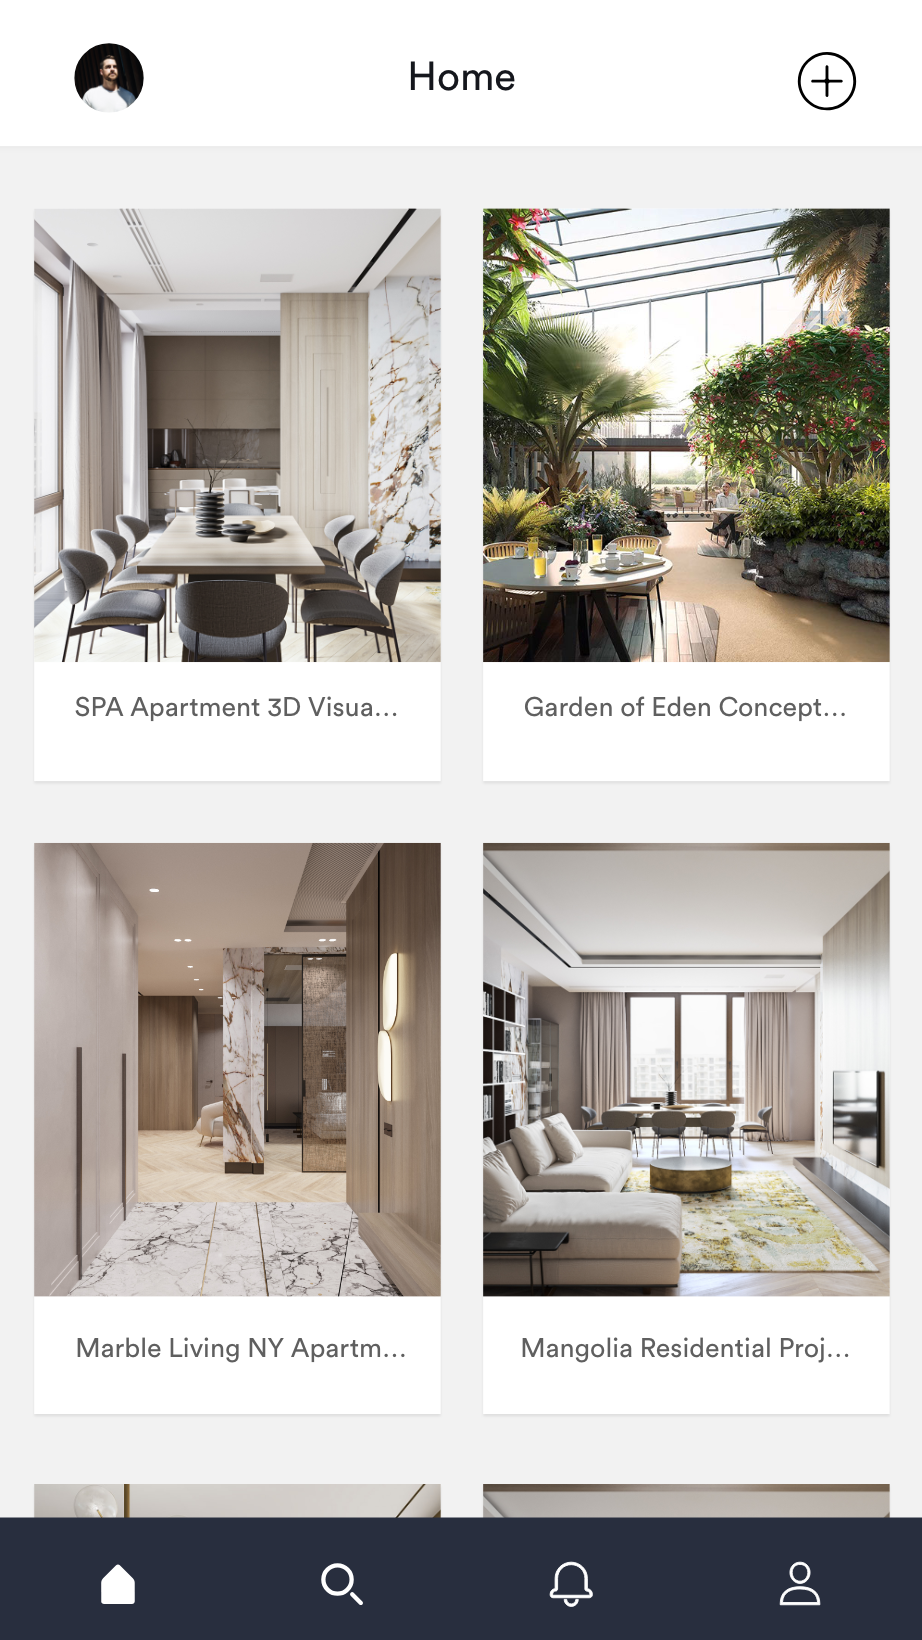 Home
SPA Apartment 3D Visua...
Garden of Eden Concept...
Marble Living NY Apartm...
Mangolia Residential Proj...